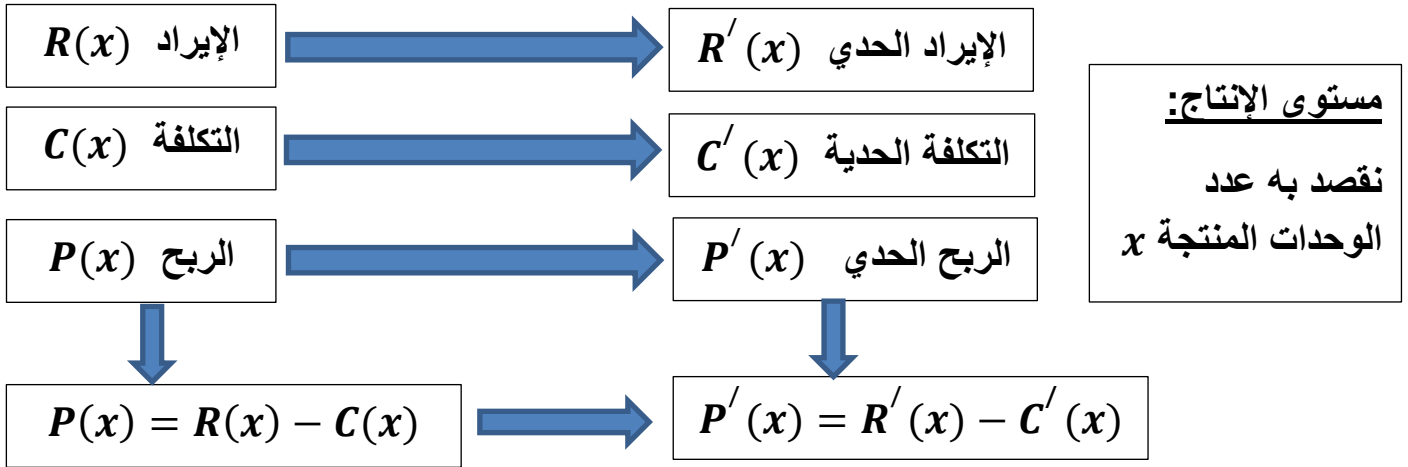 الإيراد R(x)
الإيراد الحدي R′(x)
التكلفة C(x)
التكلفة الحدية C′(x)
الربح P(x)
الربح الحدي P′(x)
P(x) = R(x) − C(x)
P′(x) = R′(x) − C′(x)
مستوى الإنتاج:
نقصد به عدد
الوحدات المنتجة x